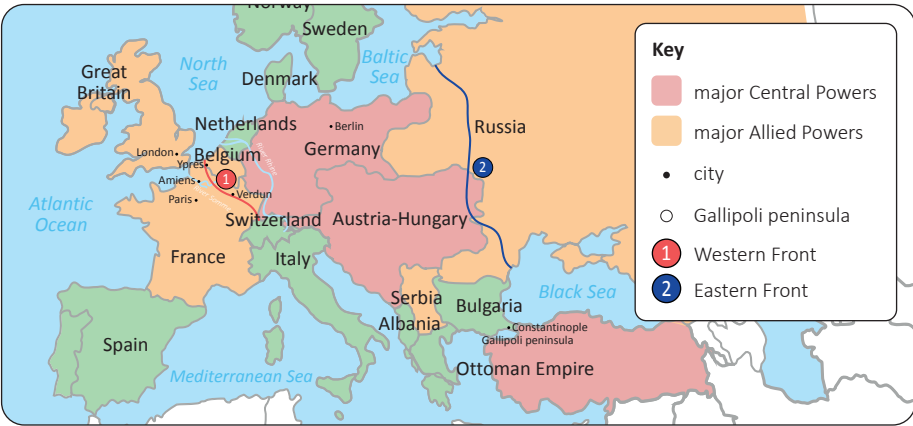 Norway
Sweden
Baltic
Sea
North
Sea
Denmark
Great
Britain
Netherlands
Berlin
Germany
Russia
London
Belgium
Ypres
1
2
Amiens
Verdun
Paris
Atlantic
Ocean
Switzerland
Austria-Hungary
France
Italy
Serbia
Bulgaria
Black Sea
Albania
Constantinople
Gallipoli peninsula
Spain
Ottoman Empire
Mediterranean Sea
Key
major Central Powers
major Allied Powers
city
Gallipoli peninsula
1 Western Front
2 Eastern Front